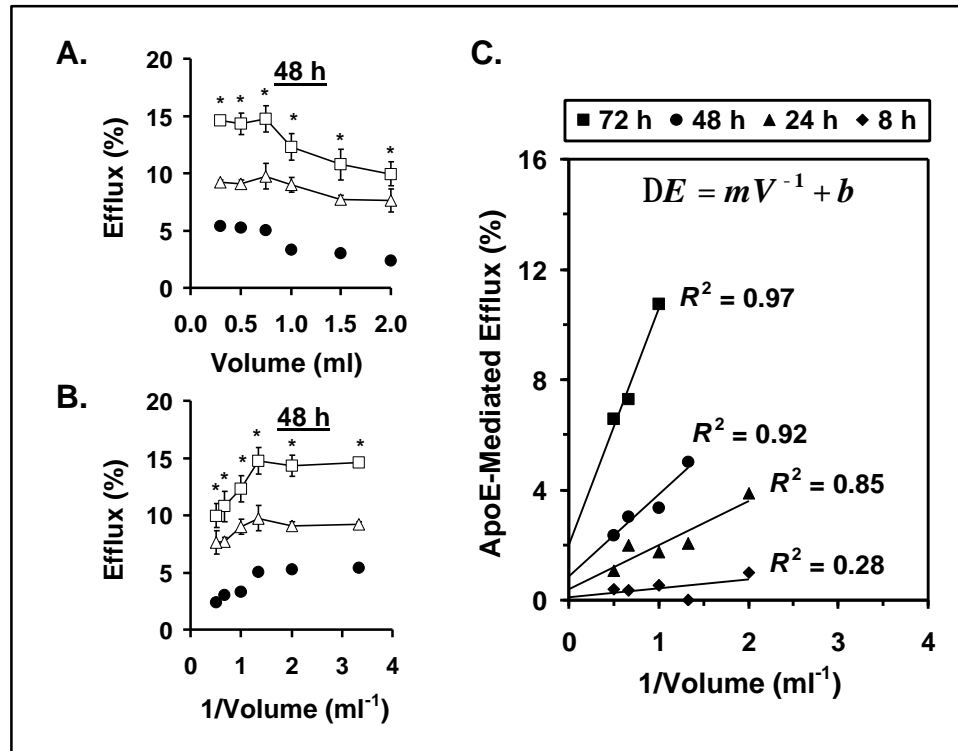 A.
48 h
20
15
10
5
0
* * * * * *
Efflux (%)
0.0 0.5 1.0 1.5 2.0
Volume (ml)
B.
48 h
20
15
10
5
0
* * * * * *
Efflux (%)
0 1 2 3 4
1/Volume (ml⁻¹)
C.
72 h 48 h 24 h 8 h
DE = mV⁻¹ + b
16
12
8
4
0
ApoE-Mediated Efflux (%)
R² = 0.97
R² = 0.92
R² = 0.85
R² = 0.28
0 1 2 3 4
1/Volume (ml⁻¹)